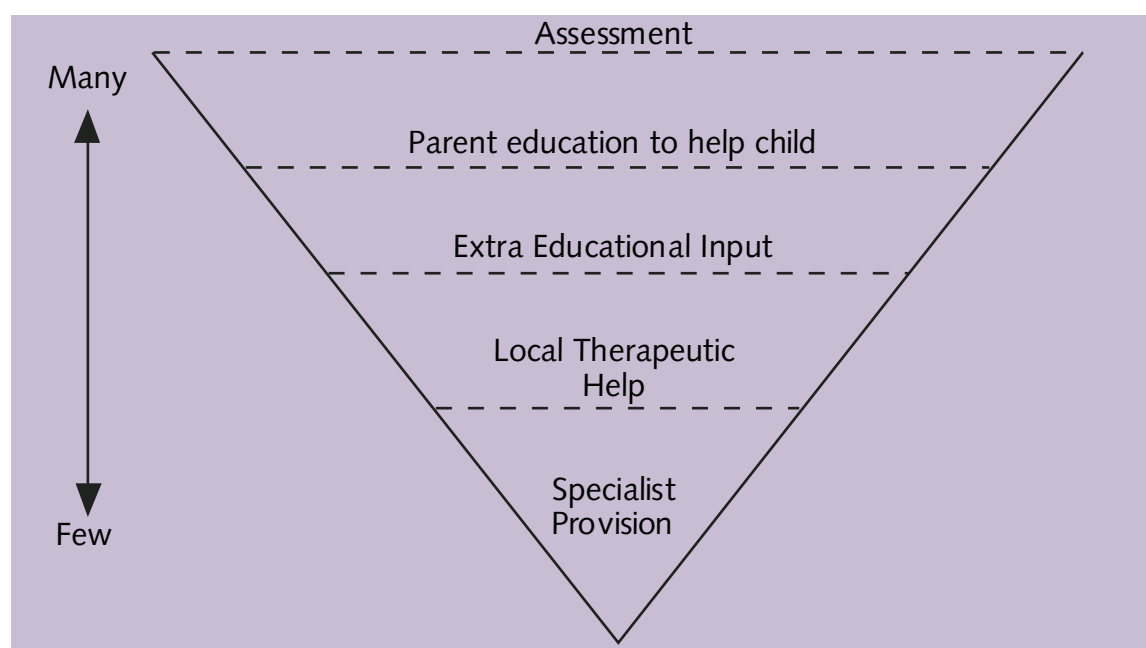 Assessment
Many
Parent education to help child
Extra Educational Input
Local Therapeutic
Help
Specialist
Provision
Few